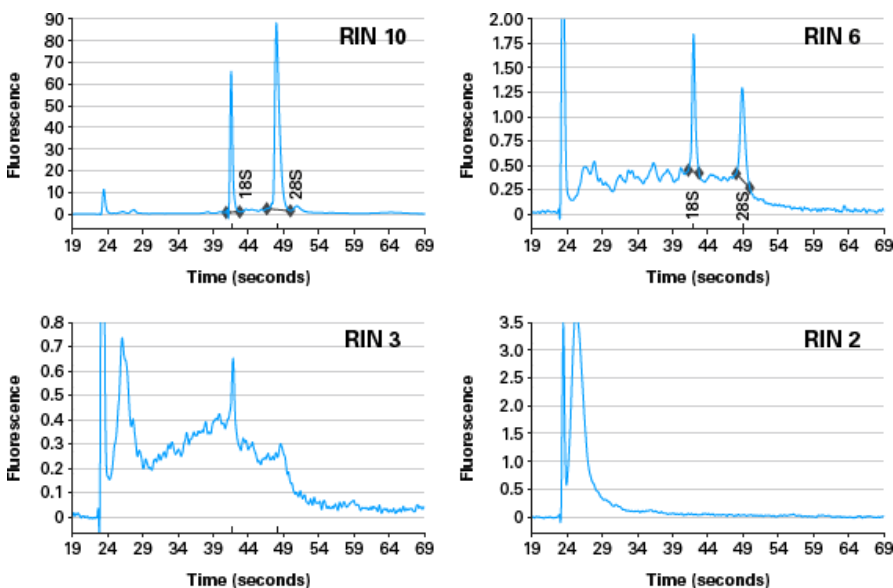 RIN 10
Fluorescence
90
80
70
60
50
40
30
20
10
0
18S
28S
19 24 29 34 39 44 49 54 59 64 69
Time (seconds)
RIN 6
Fluorescence
2.00
1.75
1.50
1.25
1.00
0.75
0.50
0.25
0
18S
28S
19 24 29 34 39 44 49 54 59 64 69
Time (seconds)
RIN 3
Fluorescence
0.8
0.7
0.6
0.5
0.4
0.3
0.2
0.1
0
19 24 29 34 39 44 49 54 59 64 69
Time (seconds)
RIN 2
Fluorescence
3.5
3.0
2.5
2.0
1.5
1.0
0.5
0
19 24 29 34 39 44 49 54 59 64 69
Time (seconds)